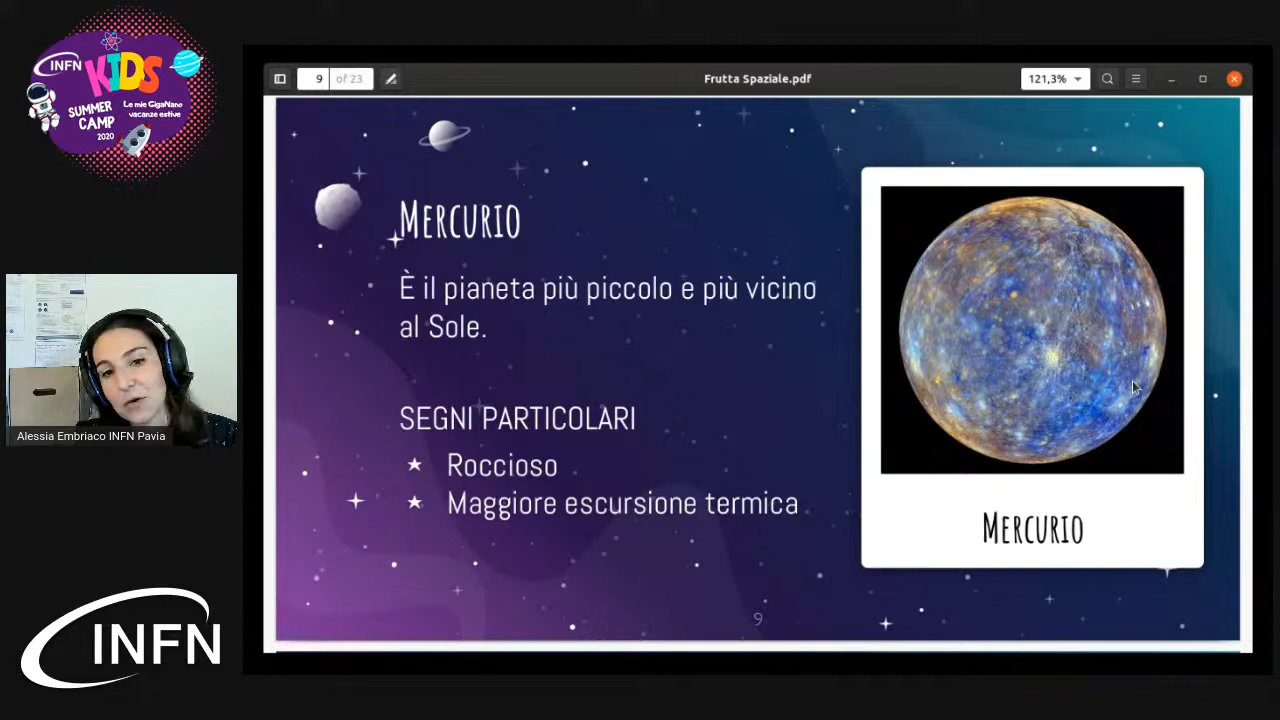 INFN
KIDS
SUMMER
CAMP
2020
Le mie GigaNano
vacanze estive
9 of 23
Frutta Spaziale.pdf
121,3%
MERCURIO
È il pianeta più piccolo e più vicino
al Sole.
SEGNI PARTICOLARI
★ Roccioso
★ Maggiore escursione termica
MERCURIO
9
Alessia Embriaco INFN Pavia
INFN